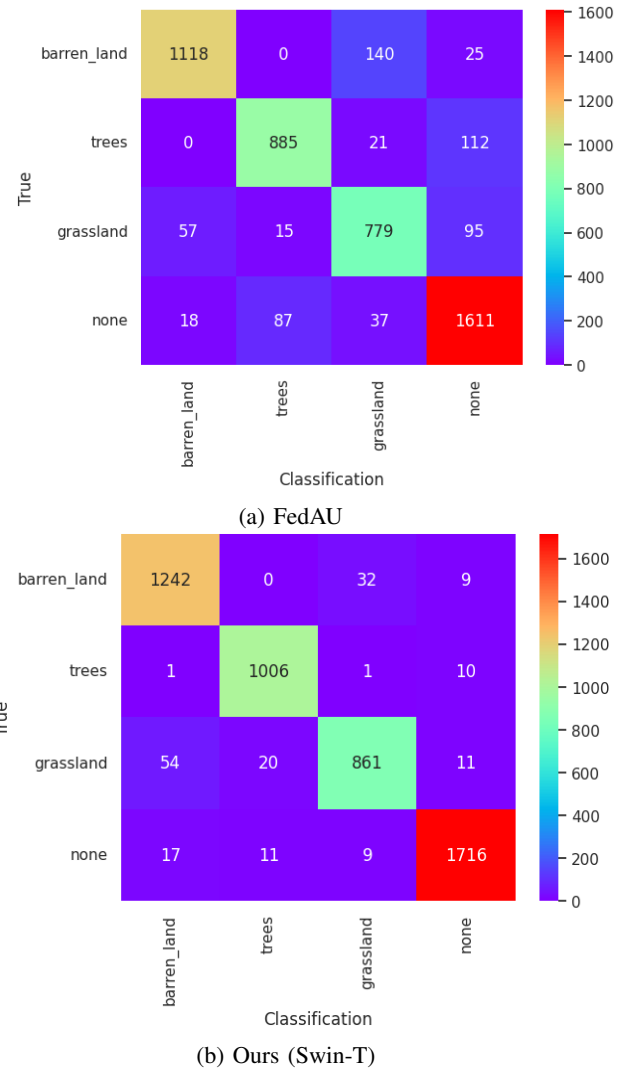 1600
barren_land 1118 0 140 25
1400
1200
trees 0 885 21 112
1000
True
800
grassland 57 15 779 95
600
400
none 18 87 37 1611
200
0
barren_land trees grassland none
Classification
(a) FedAU
1600
barren_land 1242 0 32 9
1400
1200
trees 1 1006 1 10
1000
True
800
grassland 54 20 861 11
600
400
none 17 11 9 1716
200
0
barren_land trees grassland none
Classification
(b) Ours (Swin-T)